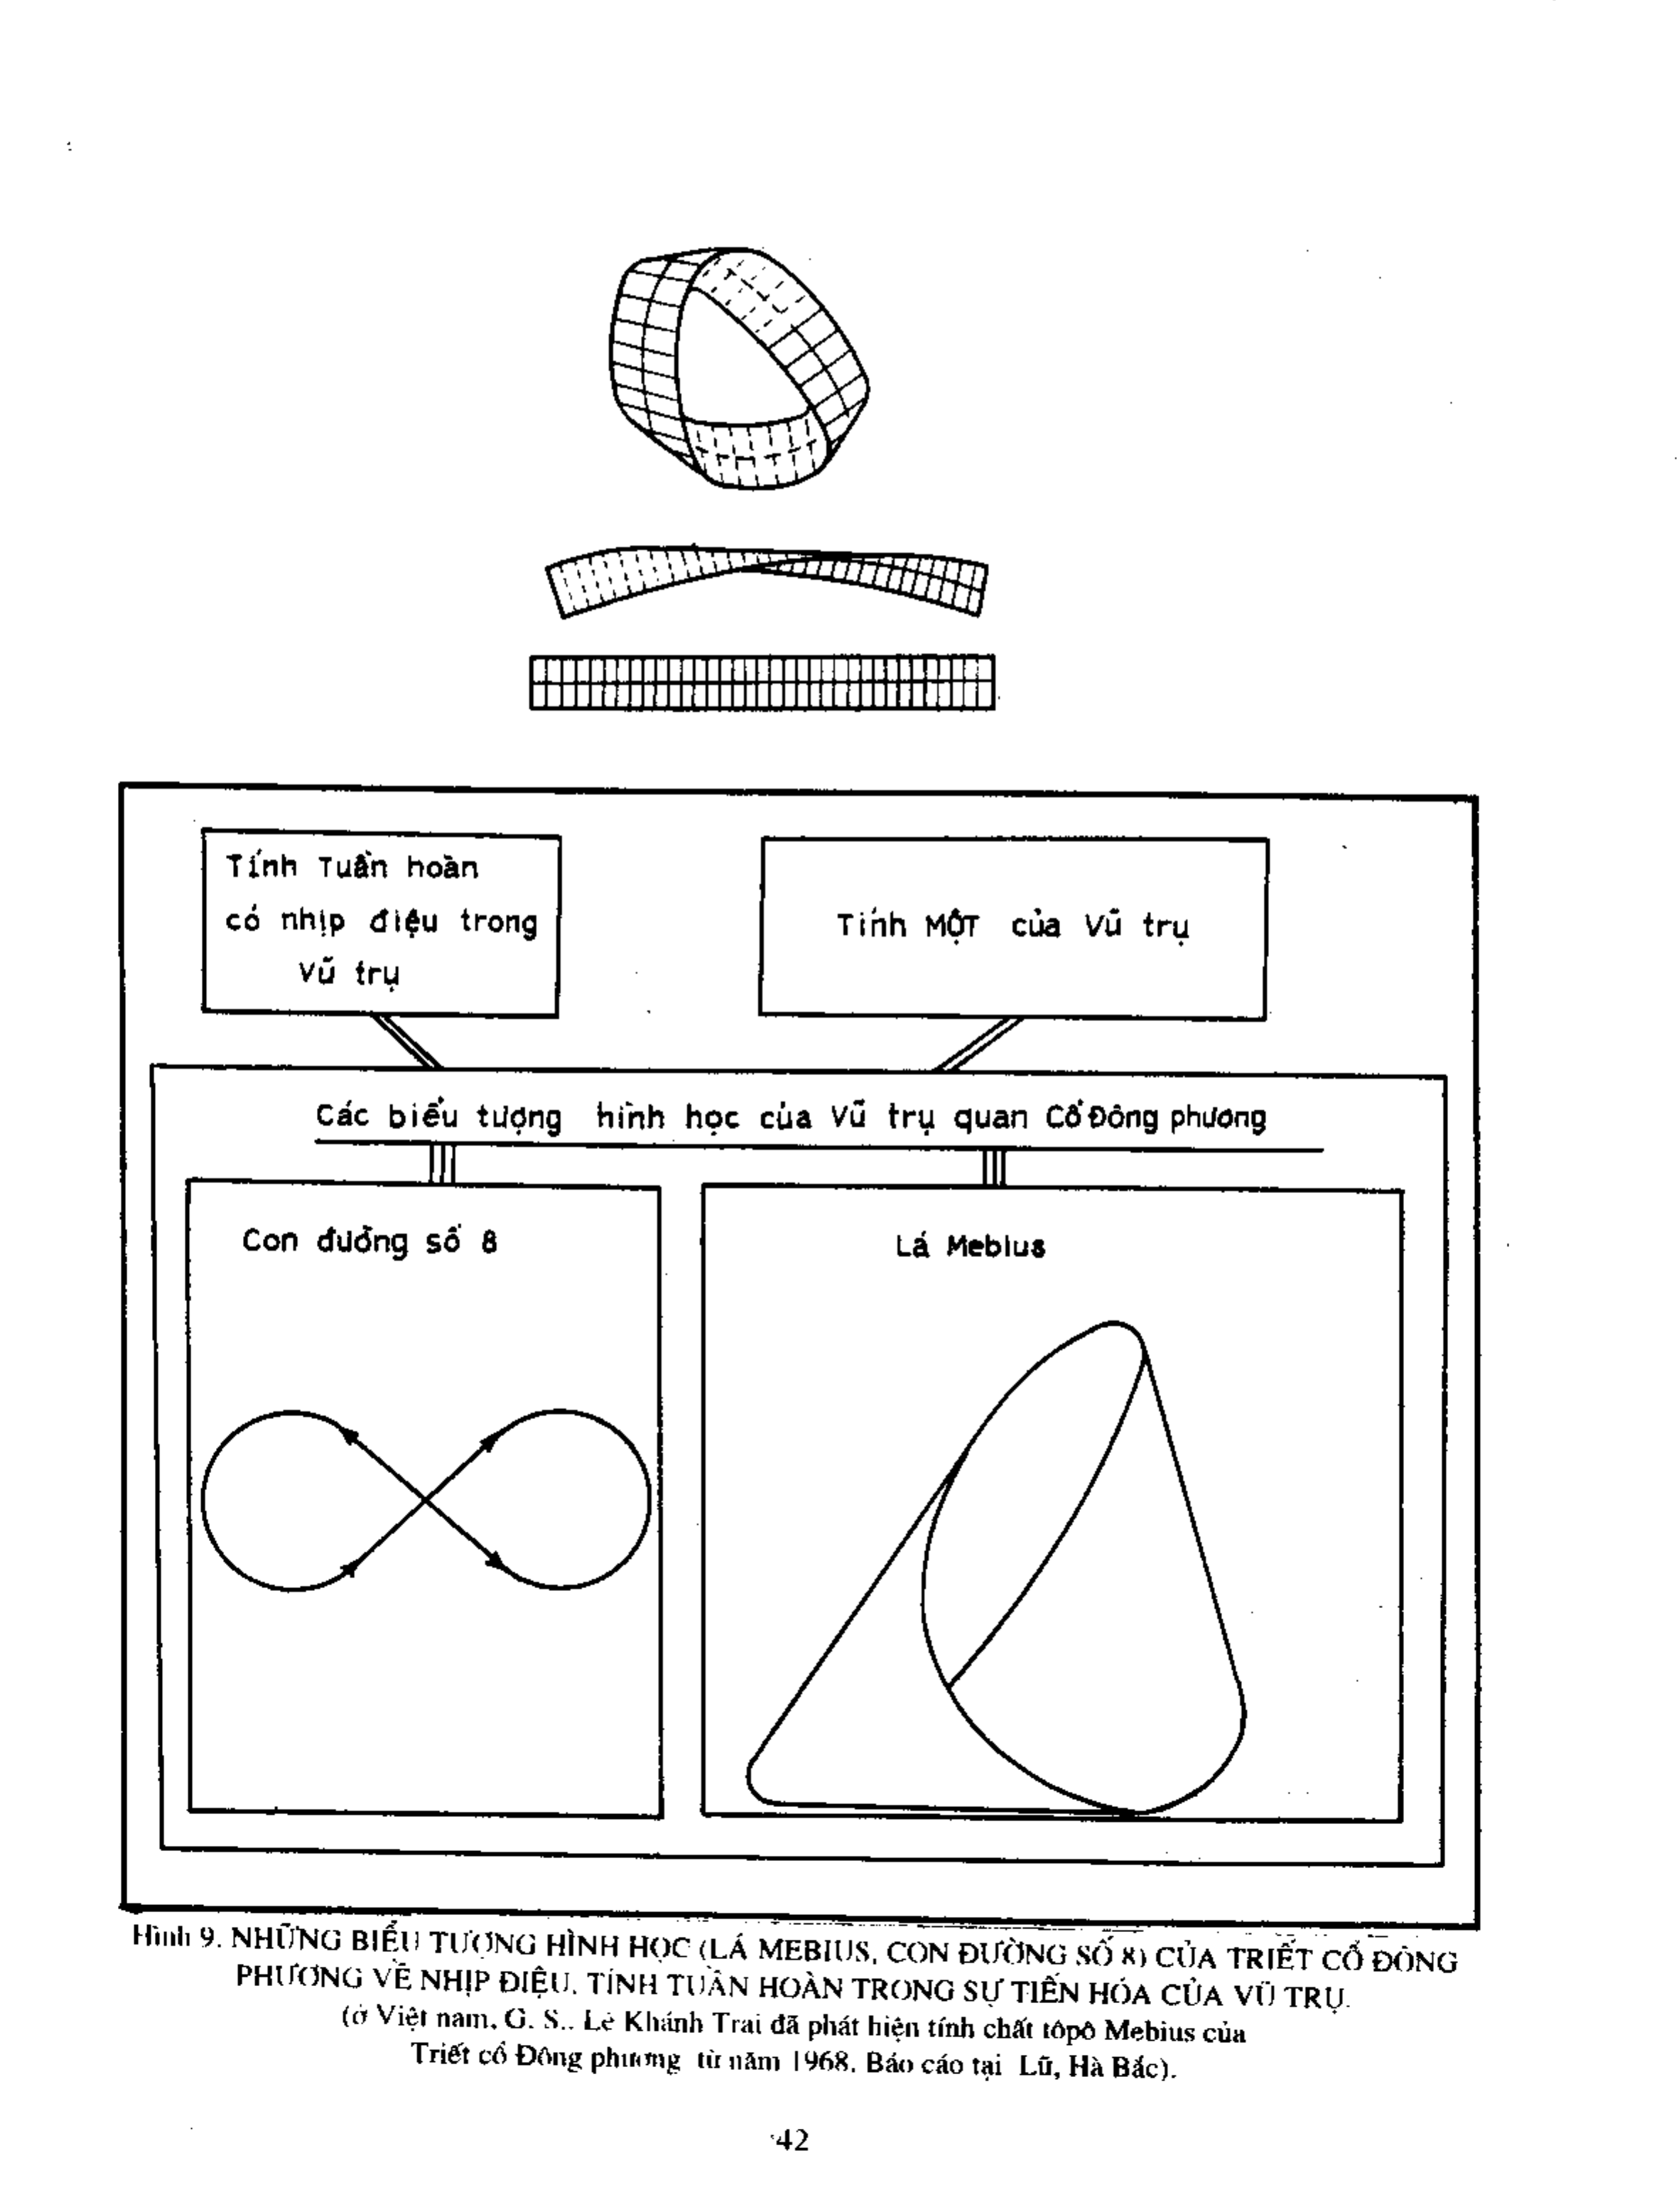 Tính Tuần hoàn
có nhịp điệu trong
Vũ trụ
Tính MỘT của Vũ trụ
Các biểu tượng hình học của Vũ trụ quan Cổ Đông phương
Con đường số 8
Lá Mebius
Hình 9. NHỮNG BIỂU TƯỢNG HÌNH HỌC (LÁ MEBIUS, CON ĐƯỜNG SỐ 8) CỦA TRIẾT CỔ ĐÔNG
PHƯƠNG VỀ NHỊP ĐIỆU, TÍNH TUẦN HOÀN TRONG SỰ TIẾN HÓA CỦA VŨ TRỤ.
(ở Việt nam, G. S.. Lê Khánh Trai đã phát hiện tính chất tôpô Mebius của
Triết cổ Đông phương từ năm 1968. Báo cáo tại Lũ, Hà Bắc).
42